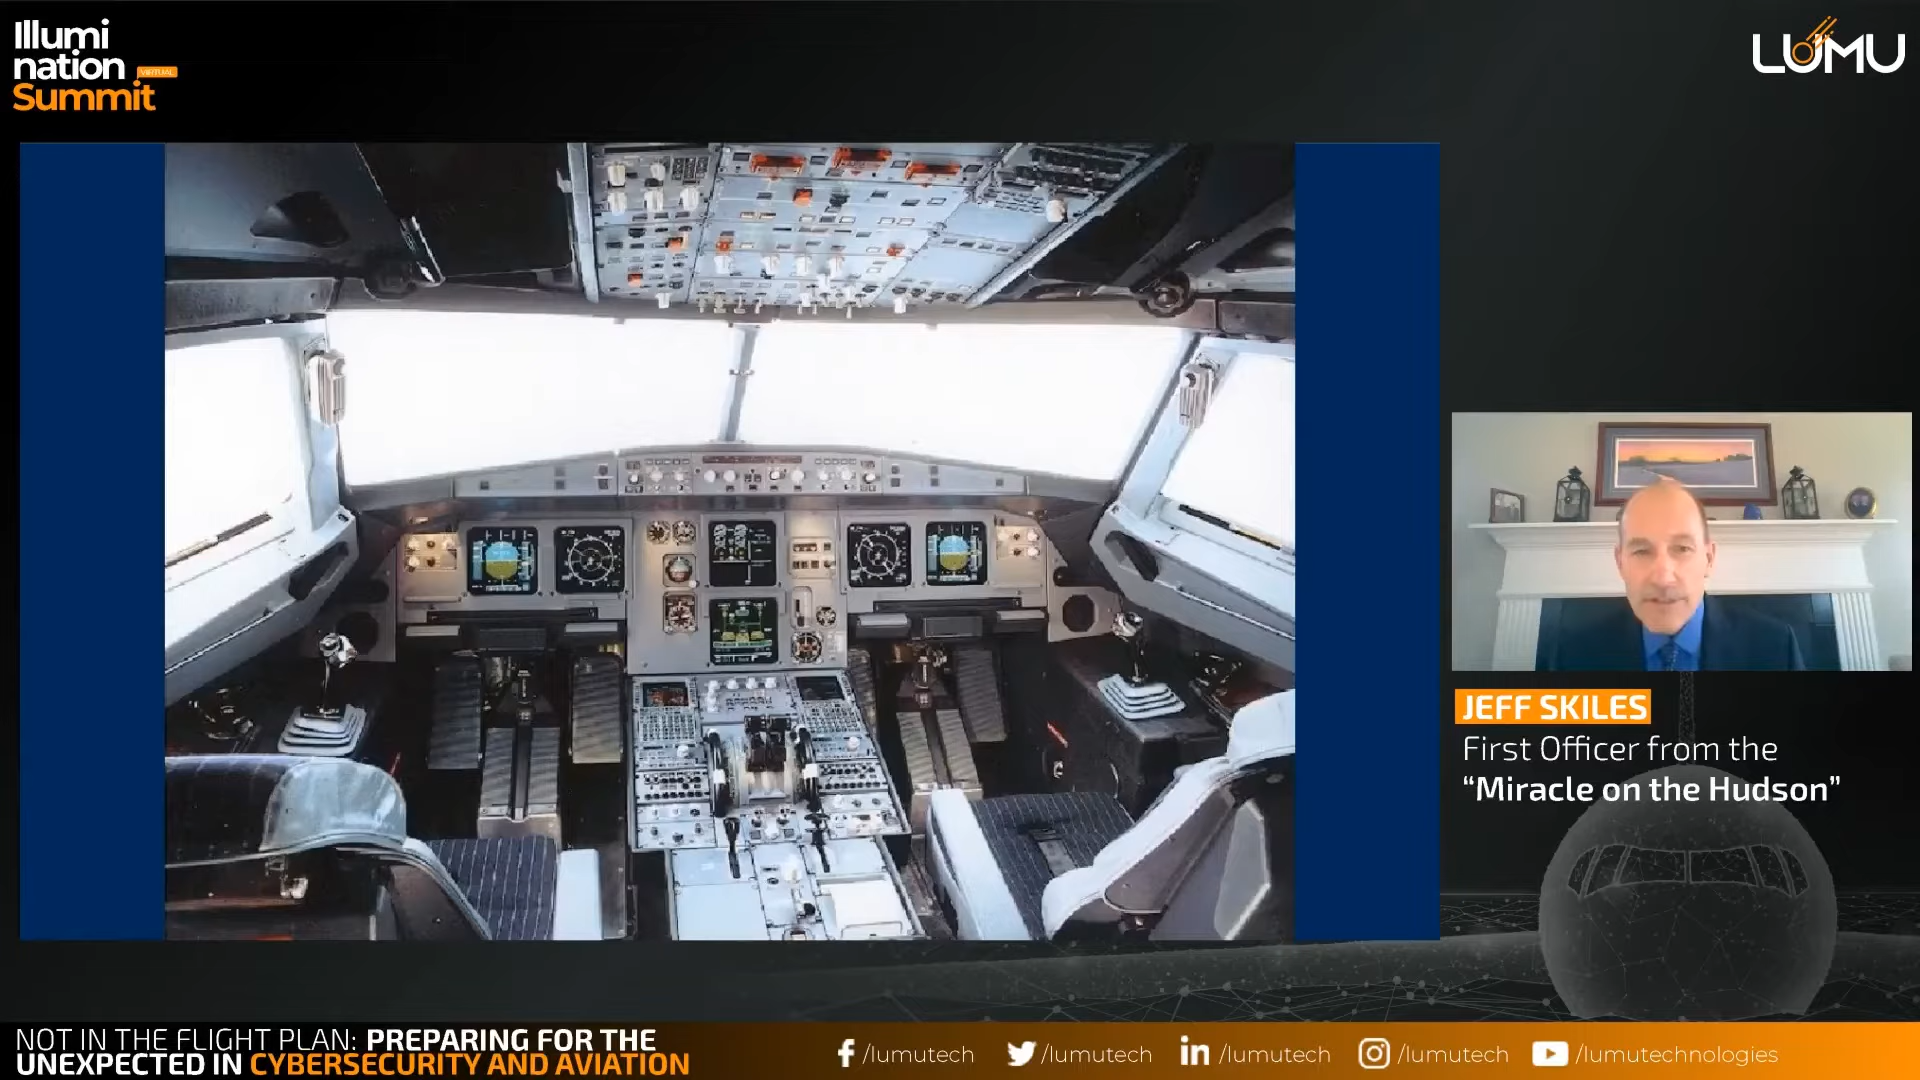 Illumi
nation
VIRTUAL
Summit
LUMU
JEFF SKILES
First Officer from the
“Miracle on the Hudson”
NOT IN THE FLIGHT PLAN: PREPARING FOR THE
UNEXPECTED IN CYBERSECURITY AND AVIATION
/lumutech
/lumutech
/lumutech
/lumutech
/lumutechnologies